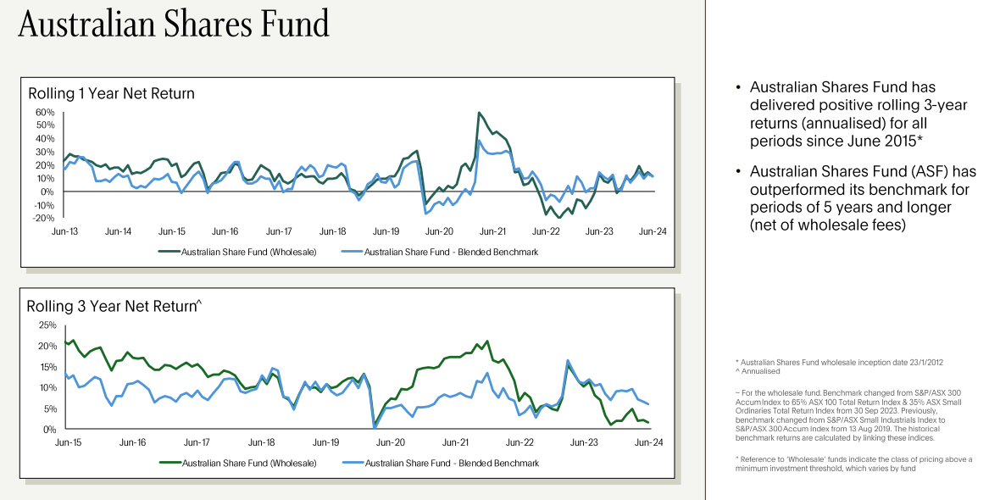 Australian Shares Fund
Rolling 1 Year Net Return
60%
50%
40%
30%
20%
10%
0%
-10%
-20%
Jun-13 Jun-14 Jun-15 Jun-16 Jun-17 Jun-18 Jun-19 Jun-20 Jun-21 Jun-22 Jun-23 Jun-24
Australian Share Fund (Wholesale) Australian Share Fund - Blended Benchmark
Rolling 3 Year Net Return^
25%
20%
15%
10%
5%
0%
Jun-15 Jun-16 Jun-17 Jun-18 Jun-19 Jun-20 Jun-21 Jun-22 Jun-23 Jun-24
Australian Share Fund (Wholesale) Australian Share Fund - Blended Benchmark
• Australian Shares Fund has
delivered positive rolling 3-year
returns (annualised) for all
periods since June 2015*
• Australian Shares Fund (ASF) has
outperformed its benchmark for
periods of 5 years and longer
(net of wholesale fees)
* Australian Shares Fund wholesale inception date 23/1/2012
^ Annualised
~ For the wholesale fund. Benchmark changed from S&P/ASX 300
Accum Index to 65% ASX 100 Total Return Index & 35% ASX Small
Ordinaries Total Return Index from 30 Sep 2023. Previously,
benchmark changed from S&P/ASX Small Industrials Index to
S&P/ASX 300 Accum Index from 13 Aug 2019. The historical
benchmark returns are calculated by linking these indices.
* Reference to 'Wholesale' funds indicate the class of pricing above a
minimum investment threshold, which varies by fund